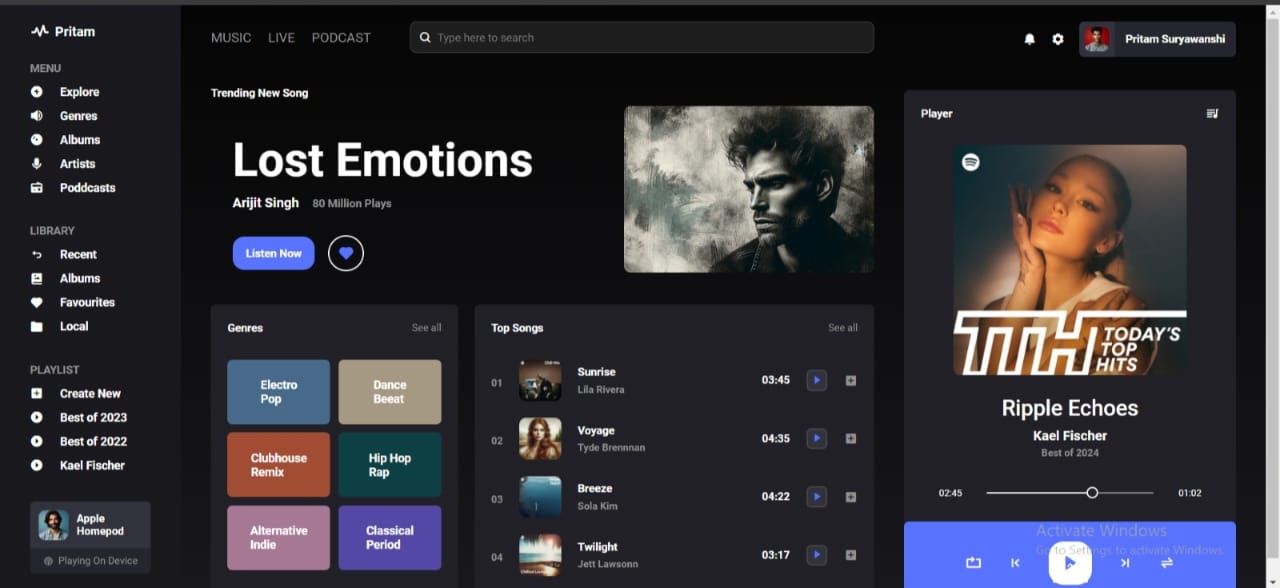 Pritam
MENU
Explore
Genres
Albums
Artists
Poddcasts
LIBRARY
Recent
Albums
Favourites
Local
PLAYLIST
Create New
Best of 2023
Best of 2022
Kael Fischer
Apple
Homepod
Playing On Device
MUSIC LIVE PODCAST
Type here to search
Pritam Suryawanshi
Trending New Song
Lost Emotions
Arijit Singh 80 Million Plays
Listen Now
Genres See all
Electro
Pop
Dance
Beeat
Clubhouse
Remix
Hip Hop
Rap
Alternative
Indie
Classical
Period
Top Songs See all
01 Sunrise 03:45
Lila Rivera
02 Voyage 04:35
Tyde Brennnan
03 Breeze 04:22
Sola Kim
04 Twilight 03:17
Jett Lawsonn
Player
TTH TODAY'S
TOP
HITS
Ripple Echoes
Kael Fischer
Best of 2024
02:45 01:02
Activate Windows
Go to Settings to activate Windows.